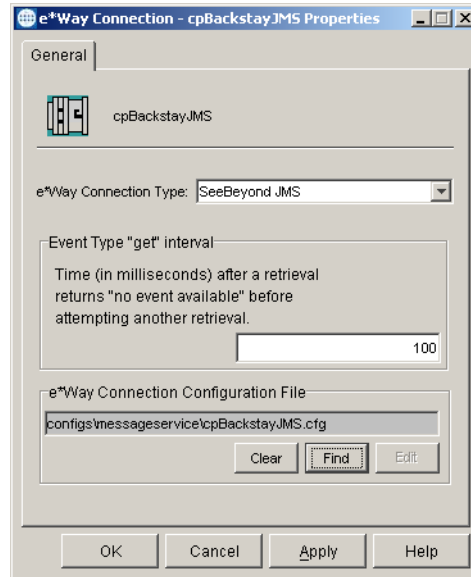 e*Way Connection - cpBackstayJMS Properties
General
cpBackstayJMS
e*Way Connection Type: SeeBeyond JMS
Event Type "get" interval
Time (in milliseconds) after a retrieval
returns "no event available" before
attempting another retrieval.
100
e*Way Connection Configuration File
configs\messageservice\cpBackstayJMS.cfg
Clear Find Edit
OK Cancel Apply Help